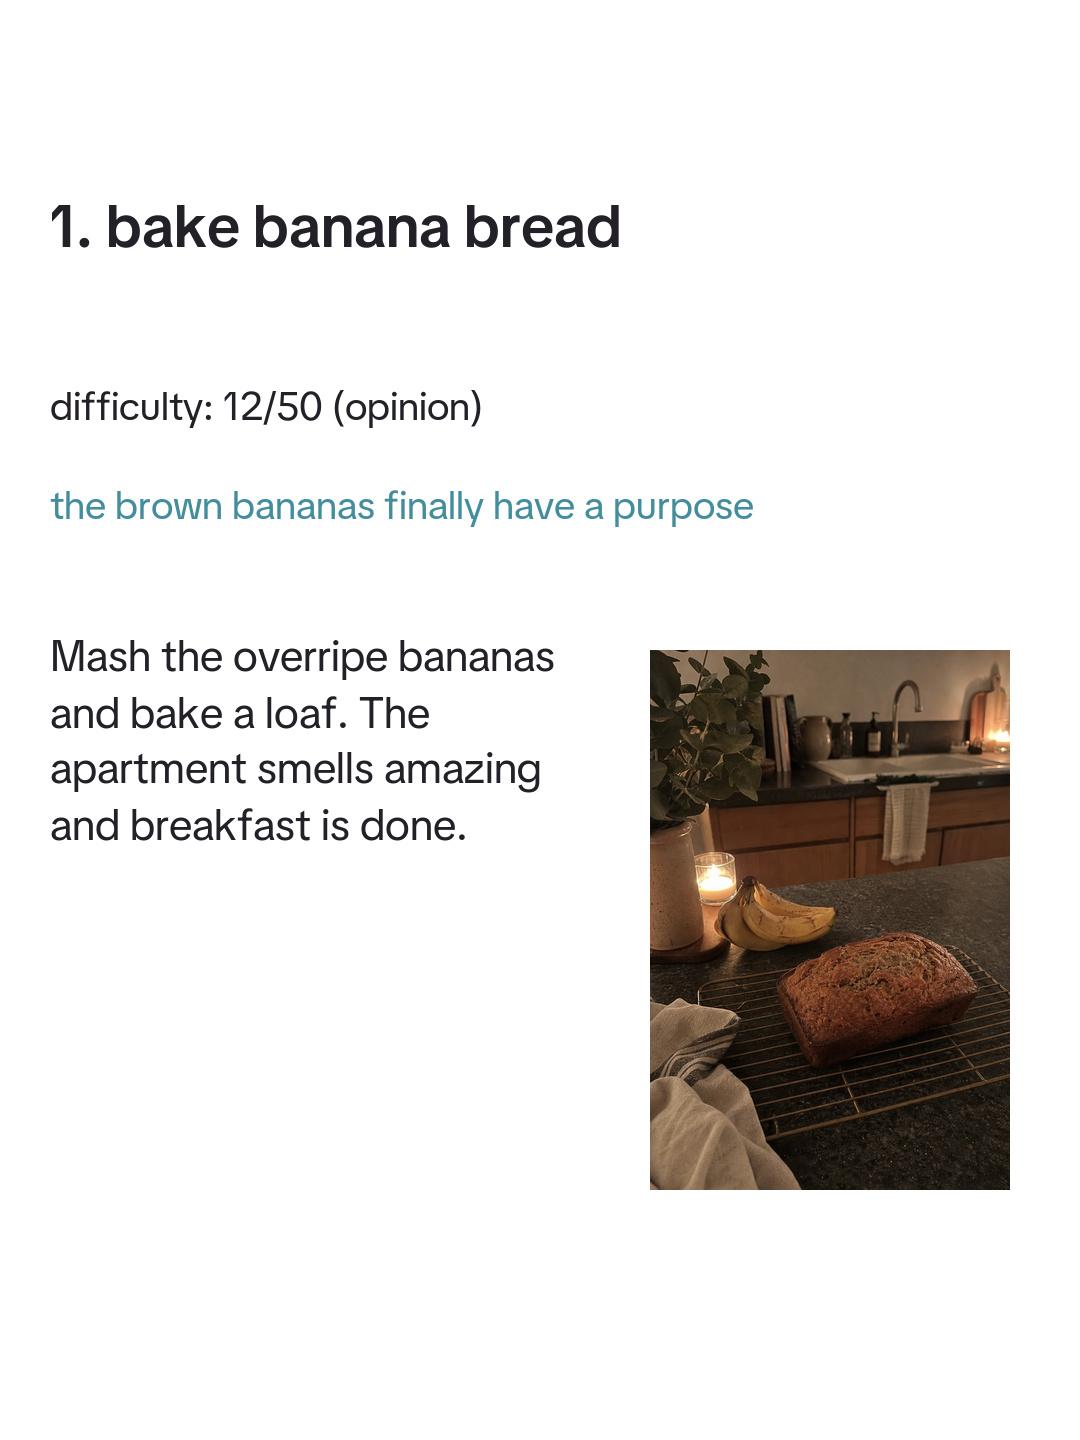 1. bake banana bread
difficulty: 12/50 (opinion)
the brown bananas finally have a purpose
Mash the overripe bananas
and bake a loaf. The
apartment smells amazing
and breakfast is done.